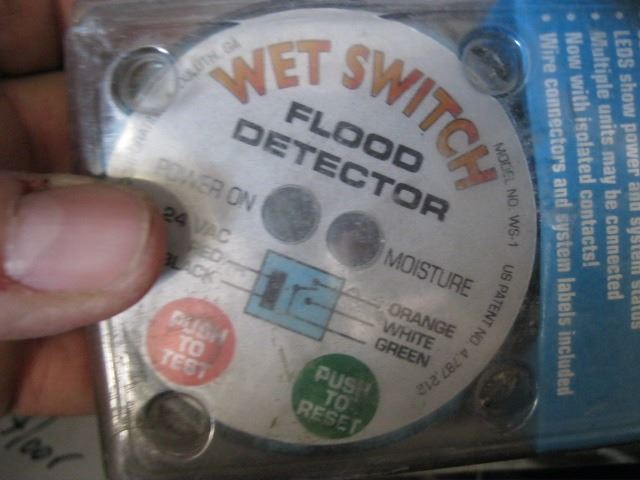 WET SWITCH
FLOOD
DETECTOR
POWER ON
24 VAC
MOISTURE
RED
BLACK
ORANGE
WHITE
GREEN
PUSH
TO
TEST
PUSH
TO
RESET
MODEL NO. WS-1 US PATENT NO. 4,787,212
LEDS show power and system status
Multiple units may be connected
Now with isolated contacts!
Wire connectors and system labels included